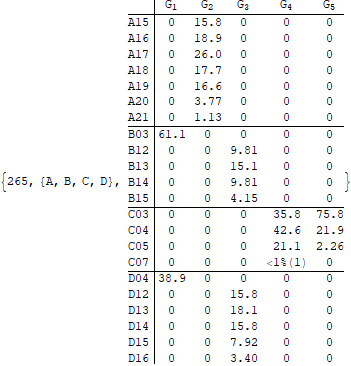 G1 G2 G3 G4 G5
A15 0 15.8 0 0 0
A16 0 18.9 0 0 0
A17 0 26.0 0 0 0
A18 0 17.7 0 0 0
A19 0 16.6 0 0 0
A20 0 3.77 0 0 0
A21 0 1.13 0 0 0
B03 61.1 0 0 0 0
B12 0 0 9.81 0 0
B13 0 0 15.1 0 0
{265, {A, B, C, D}, B14 0 0 9.81 0 0 }
B15 0 0 4.15 0 0
C03 0 0 0 35.8 75.8
C04 0 0 0 42.6 21.9
C05 0 0 0 21.1 2.26
C07 0 0 0 <1%(1) 0
D04 38.9 0 0 0 0
D12 0 0 15.8 0 0
D13 0 0 18.1 0 0
D14 0 0 15.8 0 0
D15 0 0 7.92 0 0
D16 0 0 3.40 0 0